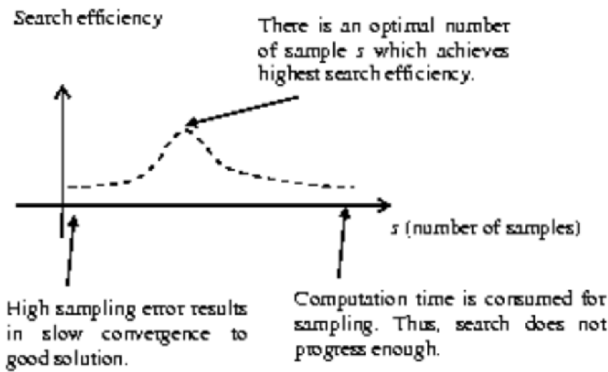 Search efficiency
There is an optimal number
of sample s which achieves
highest search efficiency.
s (number of samples)
High sampling error results
in slow convergence to
good solution.
Computation time is consumed for
sampling. Thus, search does not
progress enough.